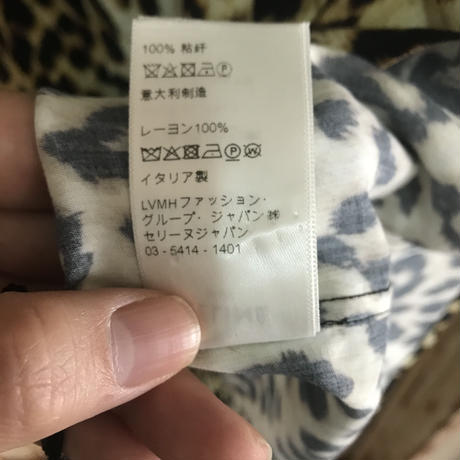 100% 粘纤
意大利制造
レーヨン100%
イタリア製
LVMHファッション・
グループ・ジャパン㈱
セリーヌジャパン
03 - 5414 - 1401